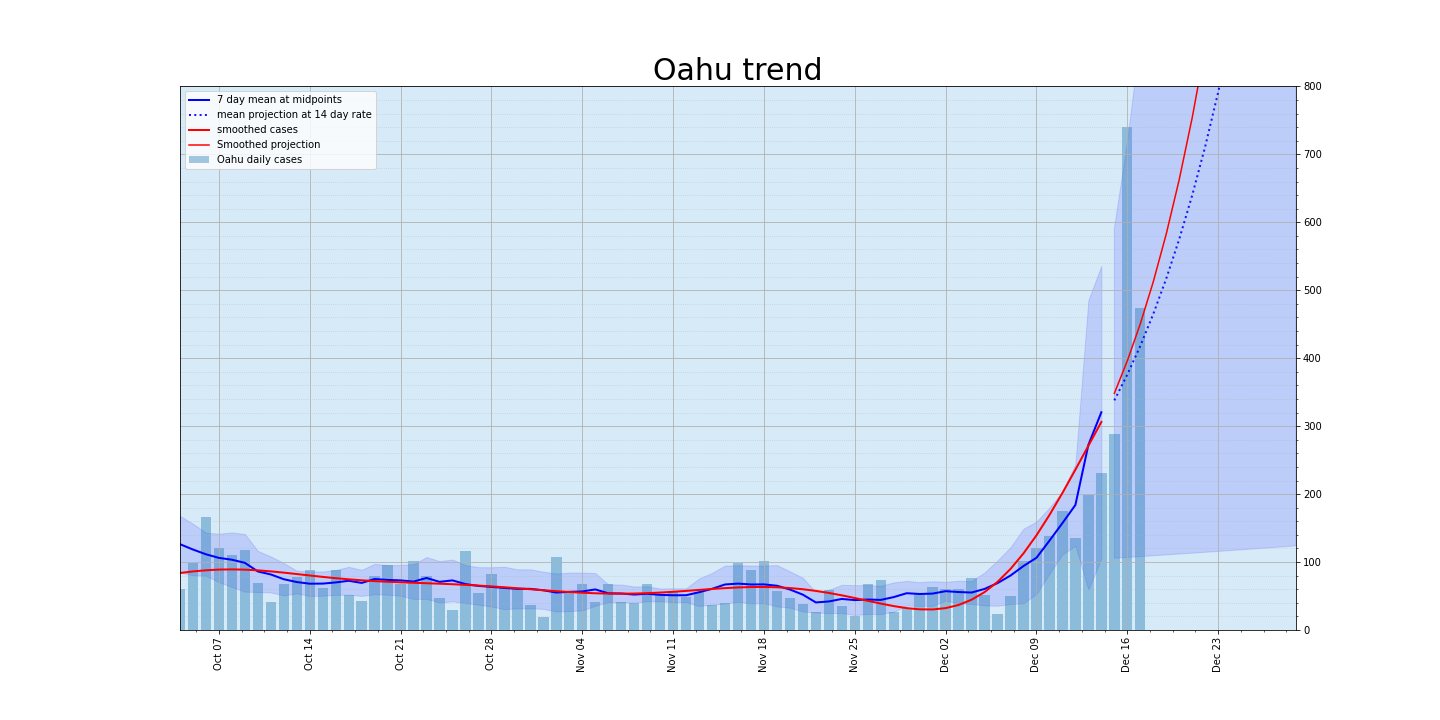 Oahu trend
7 day mean at midpoints
mean projection at 14 day rate
smoothed cases
Smoothed projection
Oahu daily cases
800
700
600
500
400
300
200
100
0
Oct 07
Oct 14
Oct 21
Oct 28
Nov 04
Nov 11
Nov 18
Nov 25
Dec 02
Dec 09
Dec 16
Dec 23